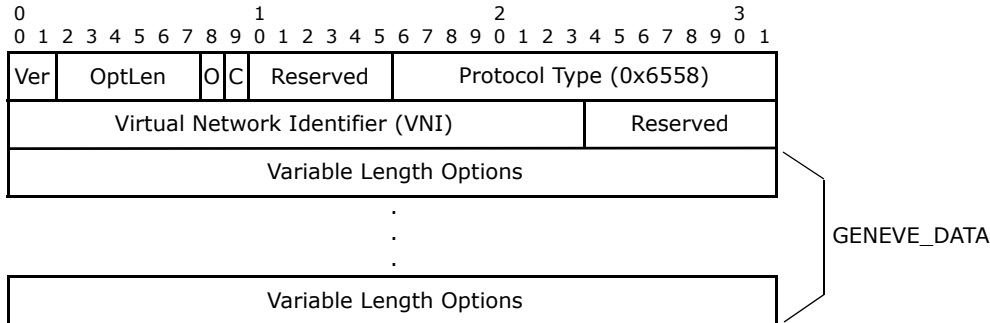 0 1 2 3
0 1 2 3 4 5 6 7 8 9 0 1 2 3 4 5 6 7 8 9 0 1 2 3 4 5 6 7 8 9 0 1
Ver OptLen O C Reserved Protocol Type (0x6558)
Virtual Network Identifier (VNI) Reserved
Variable Length Options
.
.
GENEVE_DATA
.
Variable Length Options